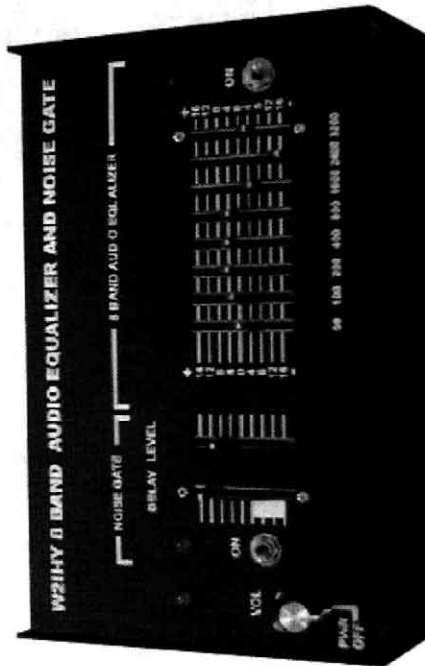 W2IHY 8 BAND AUDIO EQUALIZER AND NOISE GATE
NOISE GATE
8 BAND AUDIO EQUALIZER
DELAY LEVEL
ON
ON
VOL
PWR
OFF
50 100 200 400 800 1600 2400 3200